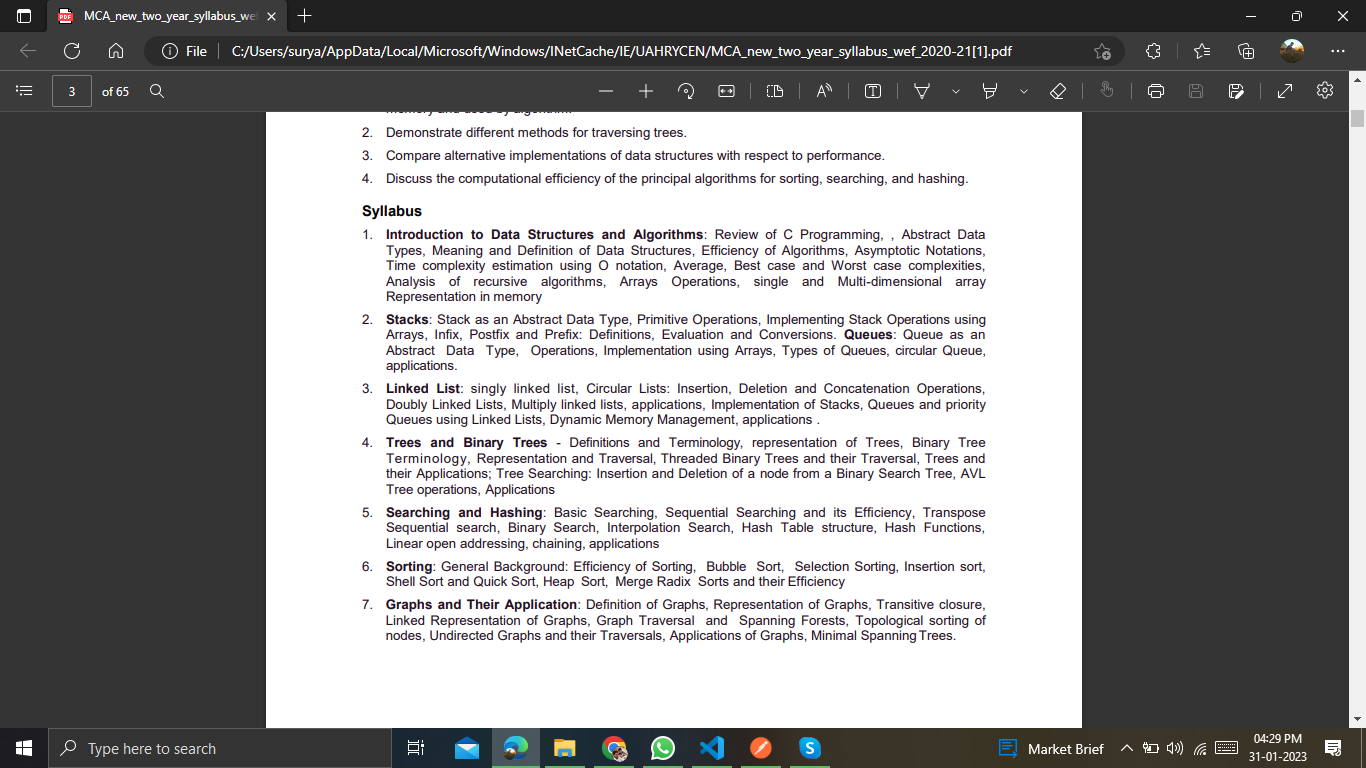 MCA_new_two_year_syllabus_we
File
C:/Users/surya/AppData/Local/Microsoft/Windows/INetCache/IE/UAHRYCEN/MCA_new_two_year_syllabus_wef_2020-21[1].pdf
3 of 65
2. Demonstrate different methods for traversing trees.
3. Compare alternative implementations of data structures with respect to performance.
4. Discuss the computational efficiency of the principal algorithms for sorting, searching, and hashing.
Syllabus
1. Introduction to Data Structures and Algorithms: Review of C Programming, , Abstract Data
Types, Meaning and Definition of Data Structures, Efficiency of Algorithms, Asymptotic Notations,
Time complexity estimation using O notation, Average, Best case and Worst case complexities,
Analysis of recursive algorithms, Arrays Operations, single and Multi-dimensional array
Representation in memory
2. Stacks: Stack as an Abstract Data Type, Primitive Operations, Implementing Stack Operations using
Arrays, Infix, Postfix and Prefix: Definitions, Evaluation and Conversions. Queues: Queue as an
Abstract Data Type, Operations, Implementation using Arrays, Types of Queues, circular Queue,
applications.
3. Linked List: singly linked list, Circular Lists: Insertion, Deletion and Concatenation Operations,
Doubly Linked Lists, Multiply linked lists, applications, Implementation of Stacks, Queues and priority
Queues using Linked Lists, Dynamic Memory Management, applications .
4. Trees and Binary Trees - Definitions and Terminology, representation of Trees, Binary Tree
Terminology, Representation and Traversal, Threaded Binary Trees and their Traversal, Trees and
their Applications; Tree Searching: Insertion and Deletion of a node from a Binary Search Tree, AVL
Tree operations, Applications
5. Searching and Hashing: Basic Searching, Sequential Searching and its Efficiency, Transpose
Sequential search, Binary Search, Interpolation Search, Hash Table structure, Hash Functions,
Linear open addressing, chaining, applications
6. Sorting: General Background: Efficiency of Sorting, Bubble Sort, Selection Sorting, Insertion sort,
Shell Sort and Quick Sort, Heap Sort, Merge Radix Sorts and their Efficiency
7. Graphs and Their Application: Definition of Graphs, Representation of Graphs, Transitive closure,
Linked Representation of Graphs, Graph Traversal and Spanning Forests, Topological sorting of
nodes, Undirected Graphs and their Traversals, Applications of Graphs, Minimal Spanning Trees.
Type here to search
Market Brief
04:29 PM
31-01-2023